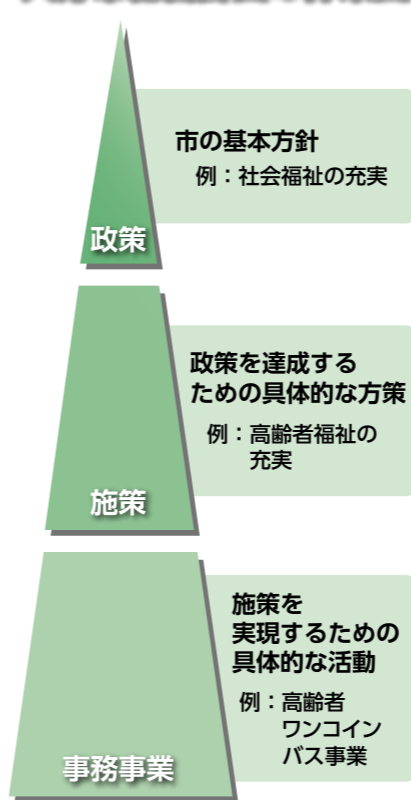 市の基本方針
例：社会福祉の充実
政策
政策を達成する
ための具体的な方策
例：高齢者福祉の
充実
施策
施策を
実現するための
具体的な活動
例：高齢者
ワンコイン
バス事業
事務事業